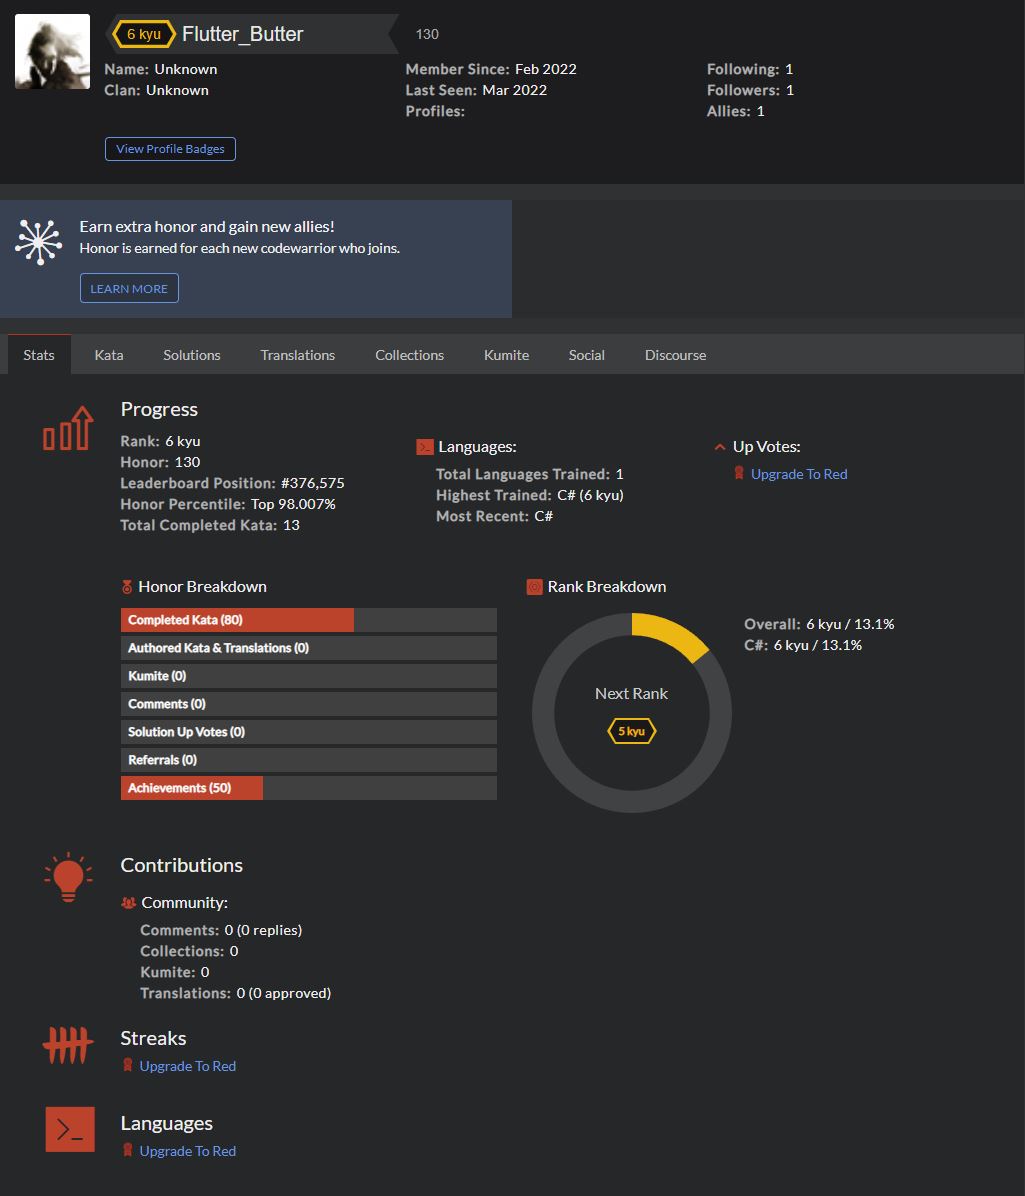 6 kyu Flutter_Butter 130
Name: Unknown Member Since: Feb 2022 Following: 1
Clan: Unknown Last Seen: Mar 2022 Followers: 1
Profiles: Allies: 1
View Profile Badges
Earn extra honor and gain new allies!
Honor is earned for each new codewarrior who joins.
LEARN MORE
Stats Kata Solutions Translations Collections Kumite Social Discourse
Progress
Rank: 6 kyu
Honor: 130
Leaderboard Position: #376,575
Honor Percentile: Top 98.007%
Total Completed Kata: 13
Languages:
Total Languages Trained: 1
Highest Trained: C# (6 kyu)
Most Recent: C#
Up Votes:
Upgrade To Red
Honor Breakdown
Completed Kata (80)
Authored Kata & Translations (0)
Kumite (0)
Comments (0)
Solution Up Votes (0)
Referrals (0)
Achievements (50)
Rank Breakdown
Next Rank
5 kyu
Overall: 6 kyu / 13.1%
C#: 6 kyu / 13.1%
Contributions
Community:
Comments: 0 (0 replies)
Collections: 0
Kumite: 0
Translations: 0 (0 approved)
Streaks
Upgrade To Red
Languages
Upgrade To Red